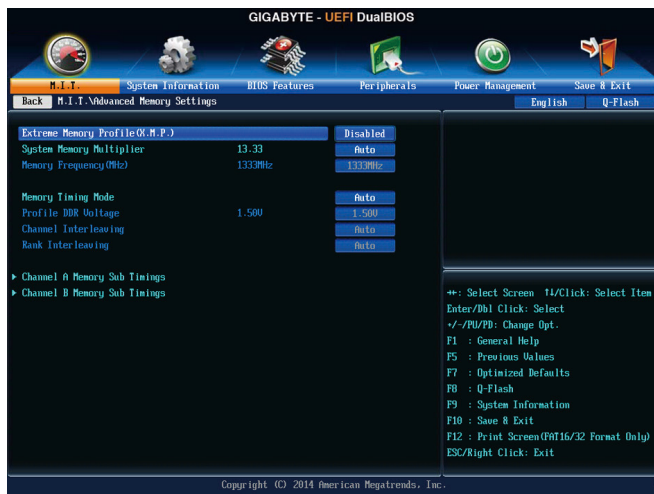 GIGABYTE - UEFI DualBIOS
M.I.T. System Information BIOS Features Peripherals Power Management Save & Exit
Back M.I.T.\Advanced Memory Settings English Q-Flash
Extreme Memory Profile(X.M.P.) Disabled
System Memory Multiplier 13.33 Auto
Memory Frequency(MHz) 1333MHz 1333MHz
Memory Timing Mode Auto
Profile DDR Voltage 1.50V 1.50V
Channel Interleaving Auto
Rank Interleaving Auto
Channel A Memory Sub Timings
Channel B Memory Sub Timings
→←: Select Screen ↑↓/Click: Select Item
Enter/Dbl Click: Select
+/-/PU/PD: Change Opt.
F1 : General Help
F5 : Previous Values
F7 : Optimized Defaults
F8 : Q-Flash
F9 : System Information
F10 : Save & Exit
F12 : Print Screen(FAT16/32 Format Only)
ESC/Right Click: Exit
Copyright (C) 2014 American Megatrends, Inc.